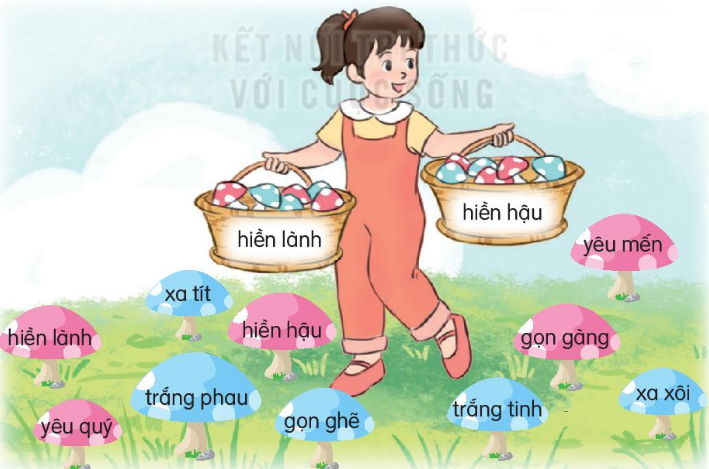 KẾT NỐI TRI THỨC
VỚI CUỘC SỐNG
hiền lành
hiền hậu
yêu mến
xa tít
hiền lành
hiền hậu
gọn gàng
trắng phau
xa xôi
yêu quý
gọn ghẽ
trắng tinh